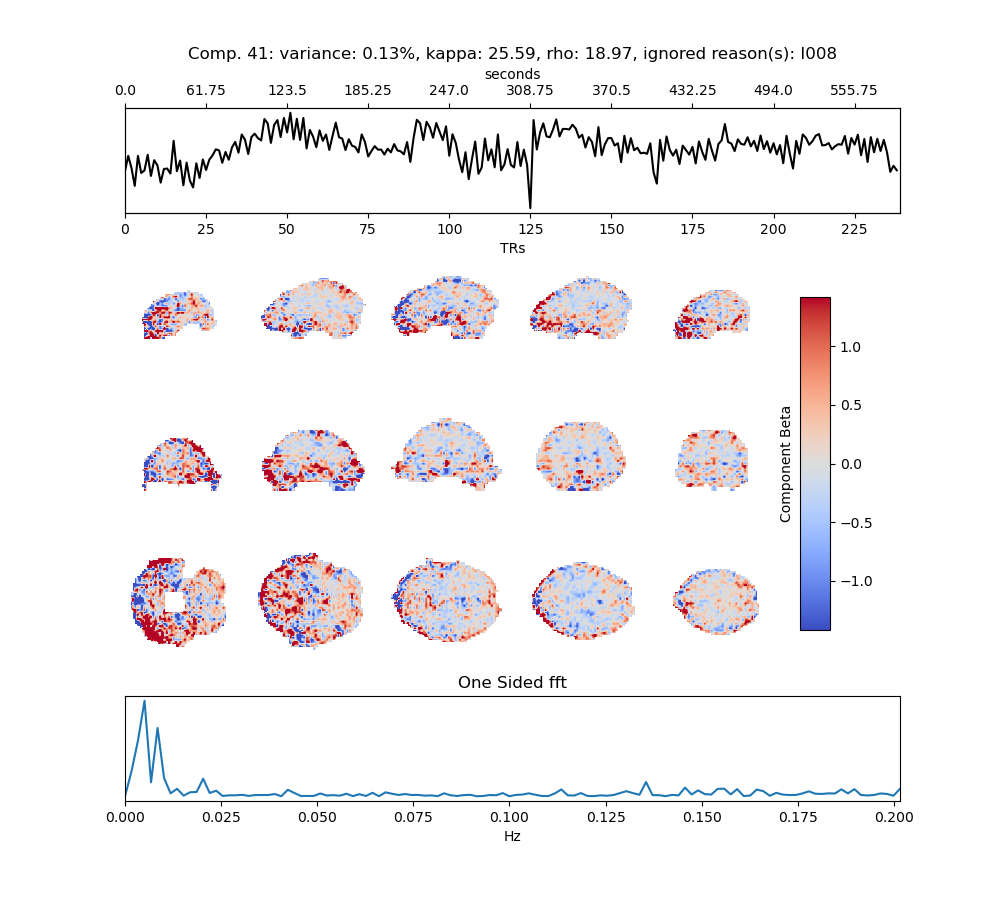 Comp. 41: variance: 0.13%, kappa: 25.59, rho: 18.97, ignored reason(s): I008
seconds
0.0 61.75 123.5 185.25 247.0 308.75 370.5 432.25 494.0 555.75
0 25 50 75 100 125 150 175 200 225
TRs
1.0
0.5
0.0
−0.5
−1.0
Component Beta
One Sided fft
0.000 0.025 0.050 0.075 0.100 0.125 0.150 0.175 0.200
Hz